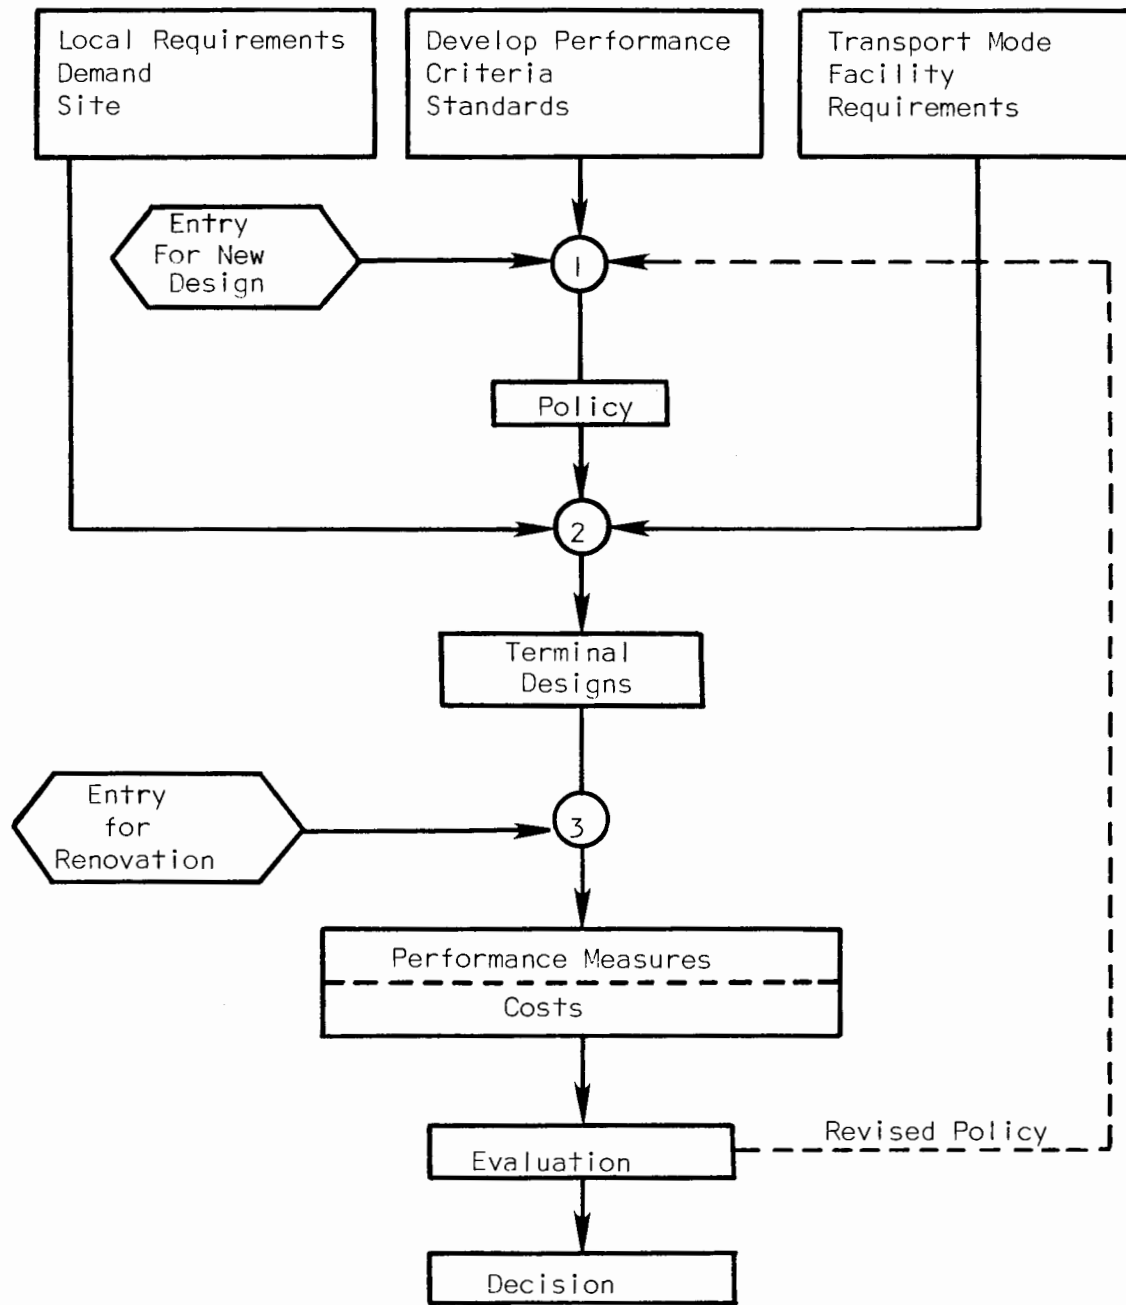 Local Requirements
Demand
Site
Develop Performance
Criteria
Standards
Transport Mode
Facility
Requirements
Entry
For New
Design
1
Policy
2
Terminal
Designs
Entry
for
Renovation
3
Performance Measures
Costs
Revised Policy
Evaluation
Decision